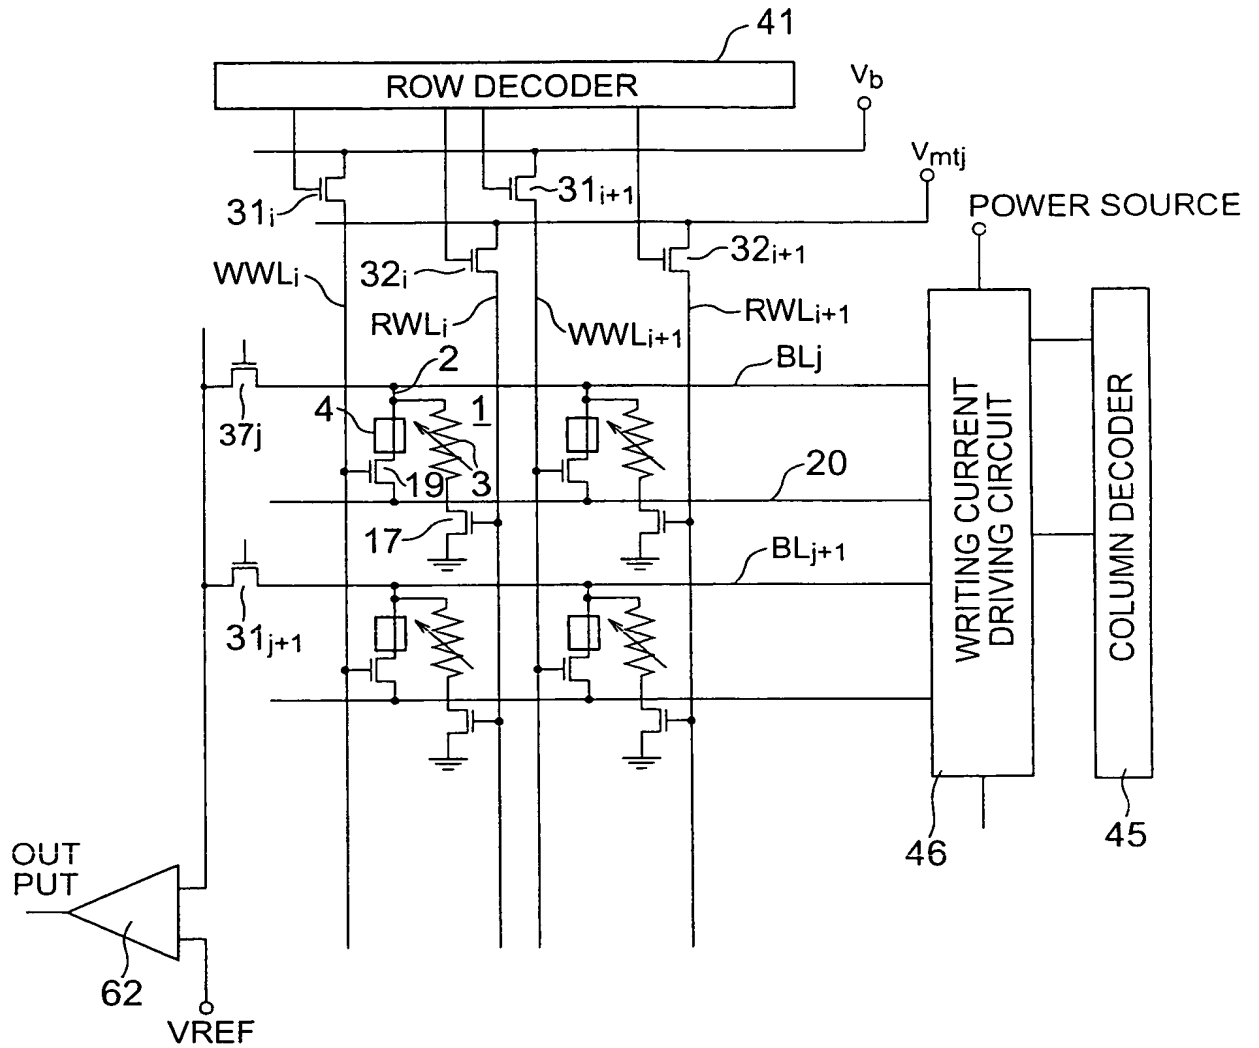 41
ROW DECODER
Vb
Vmtj
31i
31i+1
POWER SOURCE
32i
32i+1
WWLi
RWLi
WWLi+1
RWLi+1
2
BLj
4
1
37j
19
3
20
17
BLj+1
31j+1
WRITING CURRENT
DRIVING CIRCUIT
COLUMN DECODER
46
45
OUT
PUT
62
VREF